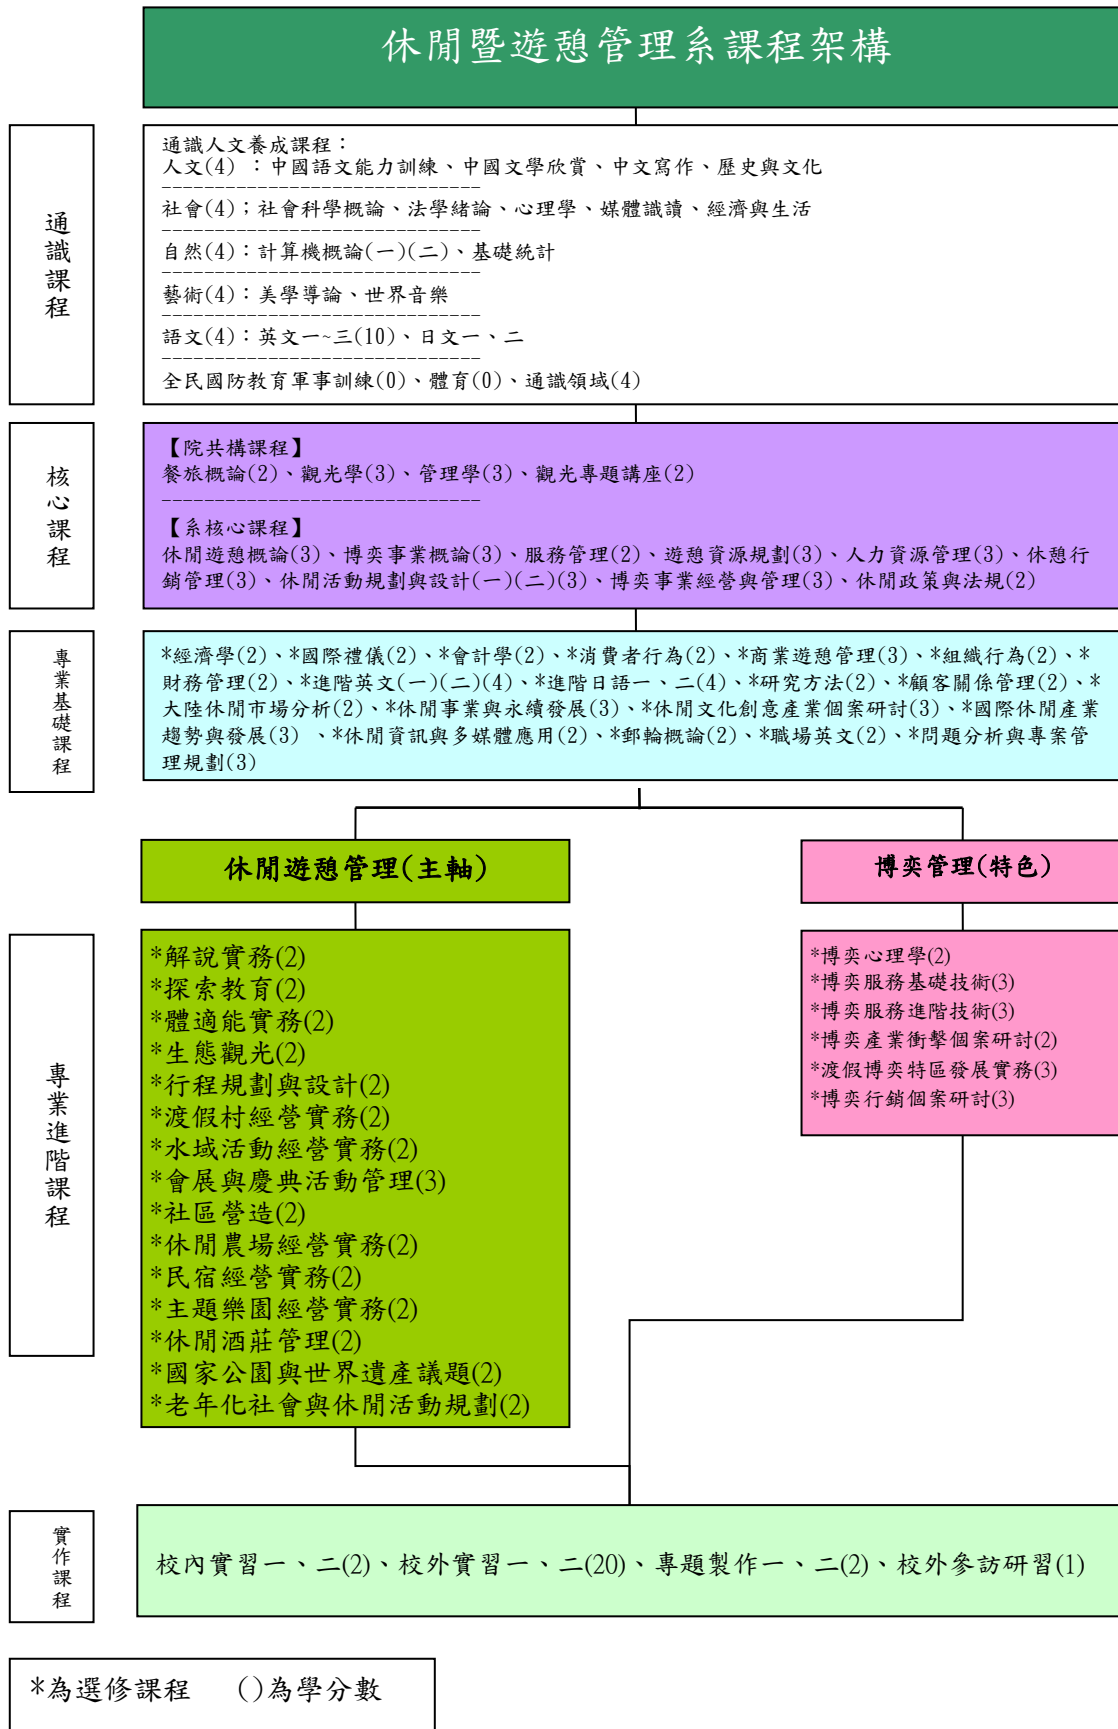 休閒暨遊憩管理系課程架構
通識課程
通識人文養成課程：
人文(4)：中國語文能力訓練、中國文學欣賞、中文寫作、歷史與文化
------------------------------
社會(4)；社會科學概論、法學緒論、心理學、媒體識讀、經濟與生活
------------------------------
自然(4)：計算機概論(一)(二)、基礎統計
------------------------------
藝術(4)：美學導論、世界音樂
------------------------------
語文(4)：英文一~三(10)、日文一、二
------------------------------
全民國防教育軍事訓練(0)、體育(0)、通識領域(4)
核心課程
【院共構課程】
餐旅概論(2)、觀光學(3)、管理學(3)、觀光專題講座(2)
------------------------------
【系核心課程】
休閒遊憩概論(3)、博奕事業概論(3)、服務管理(2)、遊憩資源規劃(3)、人力資源管理(3)、休憩行
銷管理(3)、休閒活動規劃與設計(一)(二)(3)、博奕事業經營與管理(3)、休閒政策與法規(2)
專業基礎課程
*經濟學(2)、*國際禮儀(2)、*會計學(2)、*消費者行為(2)、*商業遊憩管理(3)、*組織行為(2)、*
財務管理(2)、*進階英文(一)(二)(4)、*進階日語一、二(4)、*研究方法(2)、*顧客關係管理(2)、*
大陸休閒市場分析(2)、*休閒事業與永續發展(3)、*休閒文化創意產業個案研討(3)、*國際休閒產業
趨勢與發展(3) 、*休閒資訊與多媒體應用(2)、*郵輪概論(2)、*職場英文(2)、*問題分析與專案管
理規劃(3)
休閒遊憩管理(主軸)
博奕管理(特色)
專業進階課程
*解說實務(2)
*探索教育(2)
*體適能實務(2)
*生態觀光(2)
*行程規劃與設計(2)
*渡假村經營實務(2)
*水域活動經營實務(2)
*會展與慶典活動管理(3)
*社區營造(2)
*休閒農場經營實務(2)
*民宿經營實務(2)
*主題樂園經營實務(2)
*休閒酒莊管理(2)
*國家公園與世界遺產議題(2)
*老年化社會與休閒活動規劃(2)
*博奕心理學(2)
*博奕服務基礎技術(3)
*博奕服務進階技術(3)
*博奕產業衝擊個案研討(2)
*渡假博奕特區發展實務(3)
*博奕行銷個案研討(3)
實作課程
校內實習一、二(2)、校外實習一、二(20)、專題製作一、二(2)、校外參訪研習(1)
*為選修課程 ()為學分數